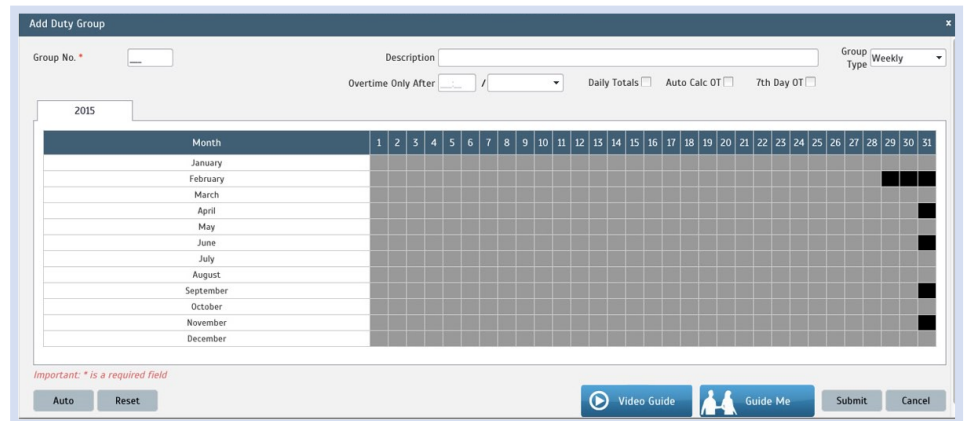 Add Duty Group x
Group No. * __ Description Group Type Weekly
Overtime Only After __:__ / Daily Totals Auto Calc OT 7th Day OT
2015
Month 1 2 3 4 5 6 7 8 9 10 11 12 13 14 15 16 17 18 19 20 21 22 23 24 25 26 27 28 29 30 31
January
February
March
April
May
June
July
August
September
October
November
December
Important: * is a required field
Auto Reset Video Guide Guide Me Submit Cancel